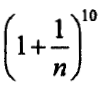 (1 + 1/n)^10